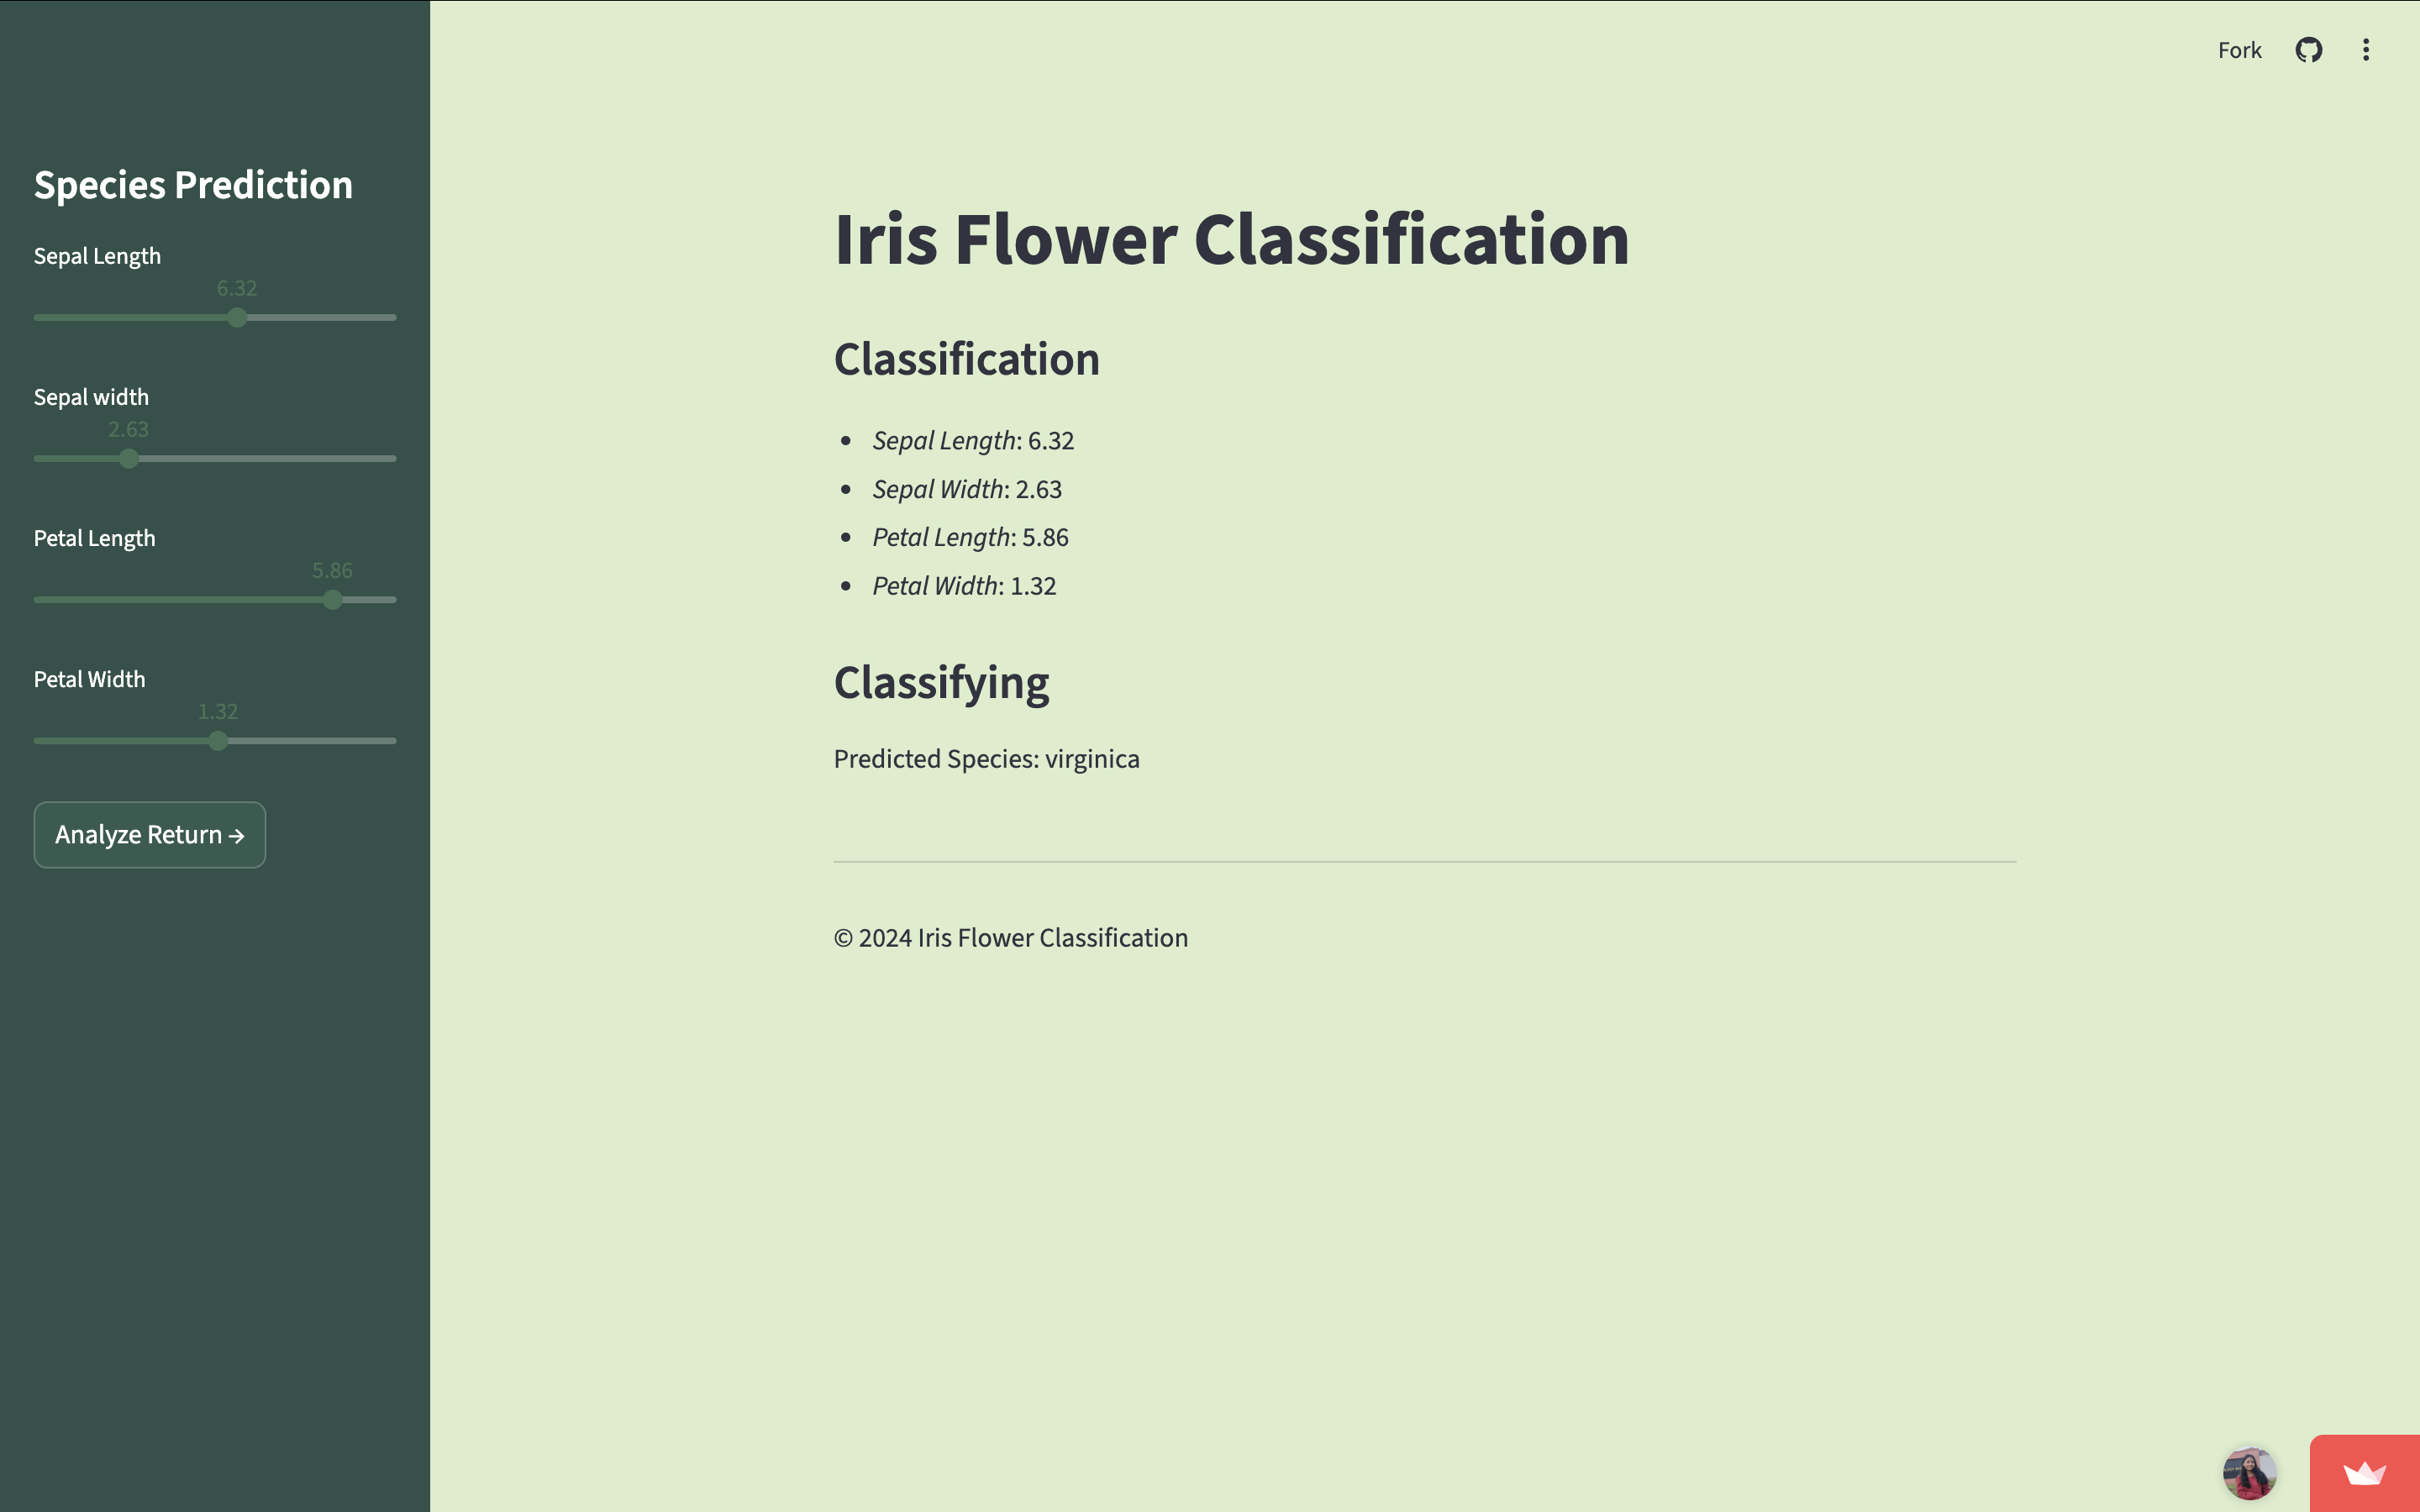 Fork
Species Prediction
Sepal Length
6.32
Sepal width
2.63
Petal Length
5.86
Petal Width
1.32
Analyze Return →
Iris Flower Classification
Classification
• Sepal Length: 6.32
• Sepal Width: 2.63
• Petal Length: 5.86
• Petal Width: 1.32
Classifying
Predicted Species: virginica
© 2024 Iris Flower Classification